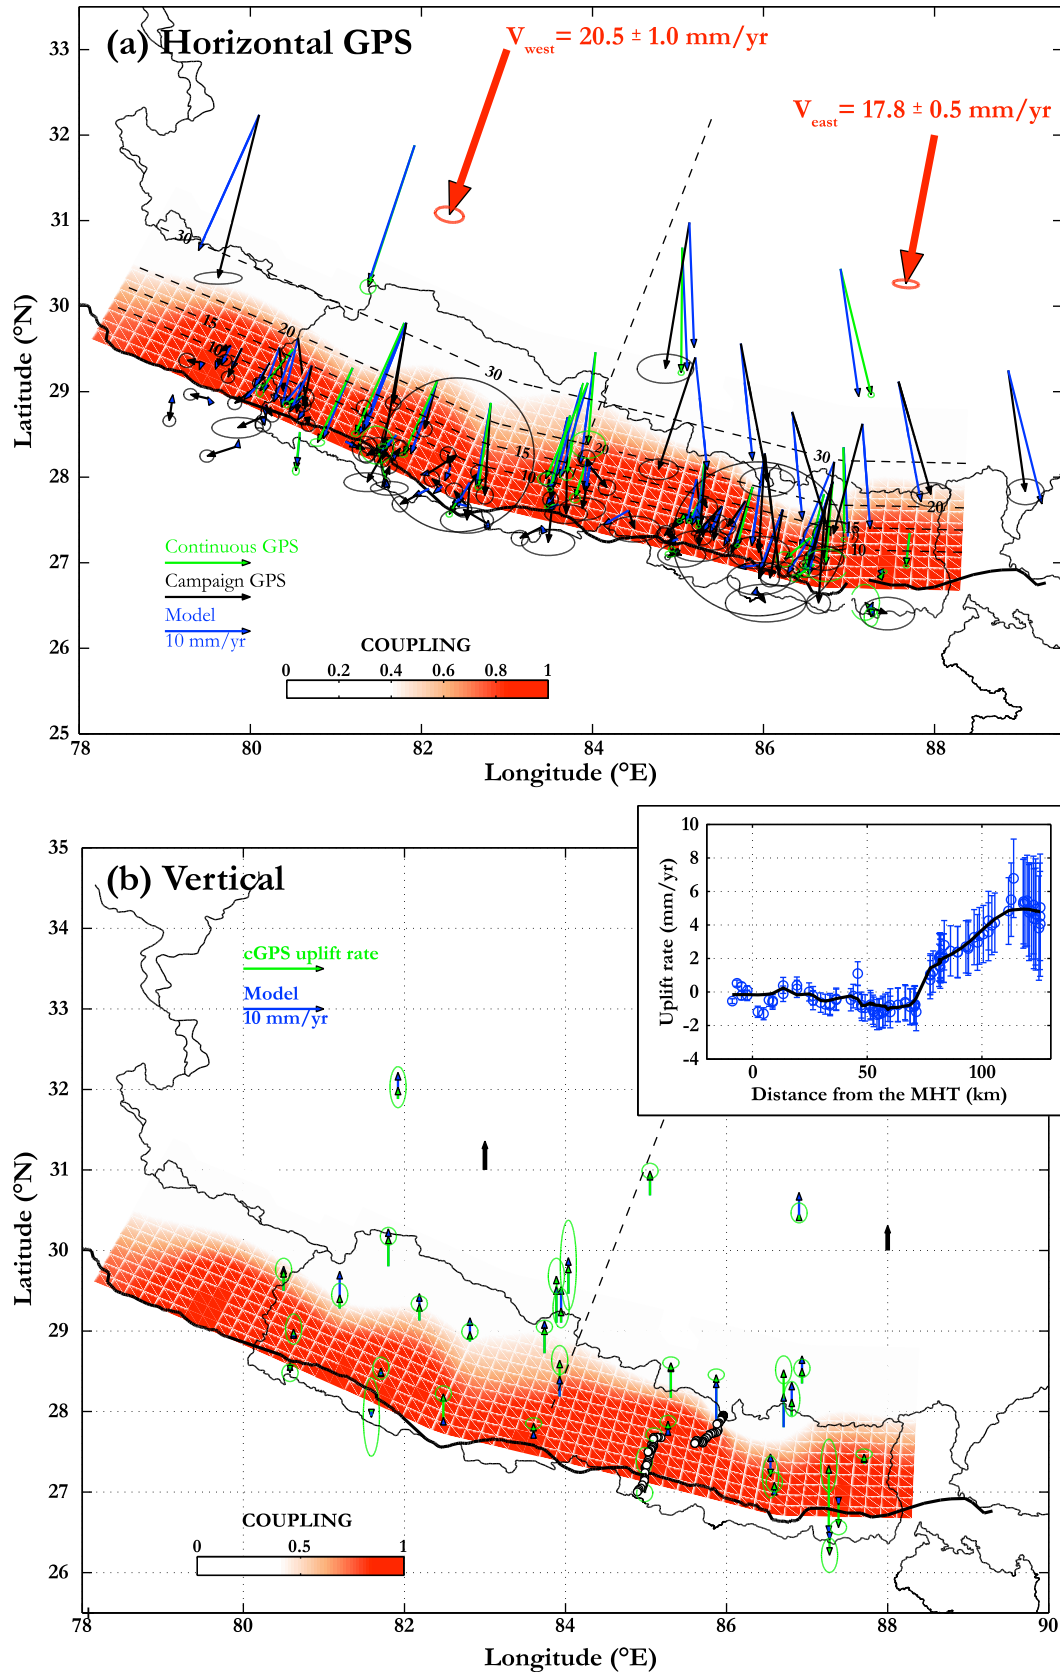 (a) Horizontal GPS
V_west = 20.5 ± 1.0 mm/yr
V_east = 17.8 ± 0.5 mm/yr
33
32
31
30
29
28
27
26
25
Latitude (°N)
30
20
15
10
30
20
15
10
30
20
15
10
Continuous GPS
Campaign GPS
Model
10 mm/yr
COUPLING
0 0.2 0.4 0.6 0.8 1
78 80 82 84 86 88
Longitude (°E)
(b) Vertical
35
34
33
32
31
30
29
28
27
26
Latitude (°N)
cGPS uplift rate
Model
10 mm/yr
10
8
6
4
2
0
-2
-4
Uplift rate (mm/yr)
0 50 100
Distance from the MHT (km)
COUPLING
0 0.5 1
78 80 82 84 86 88 90
Longitude (°E)